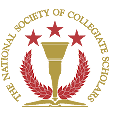 THE NATIONAL SOCIETY OF COLLEGIATE SCHOLARS